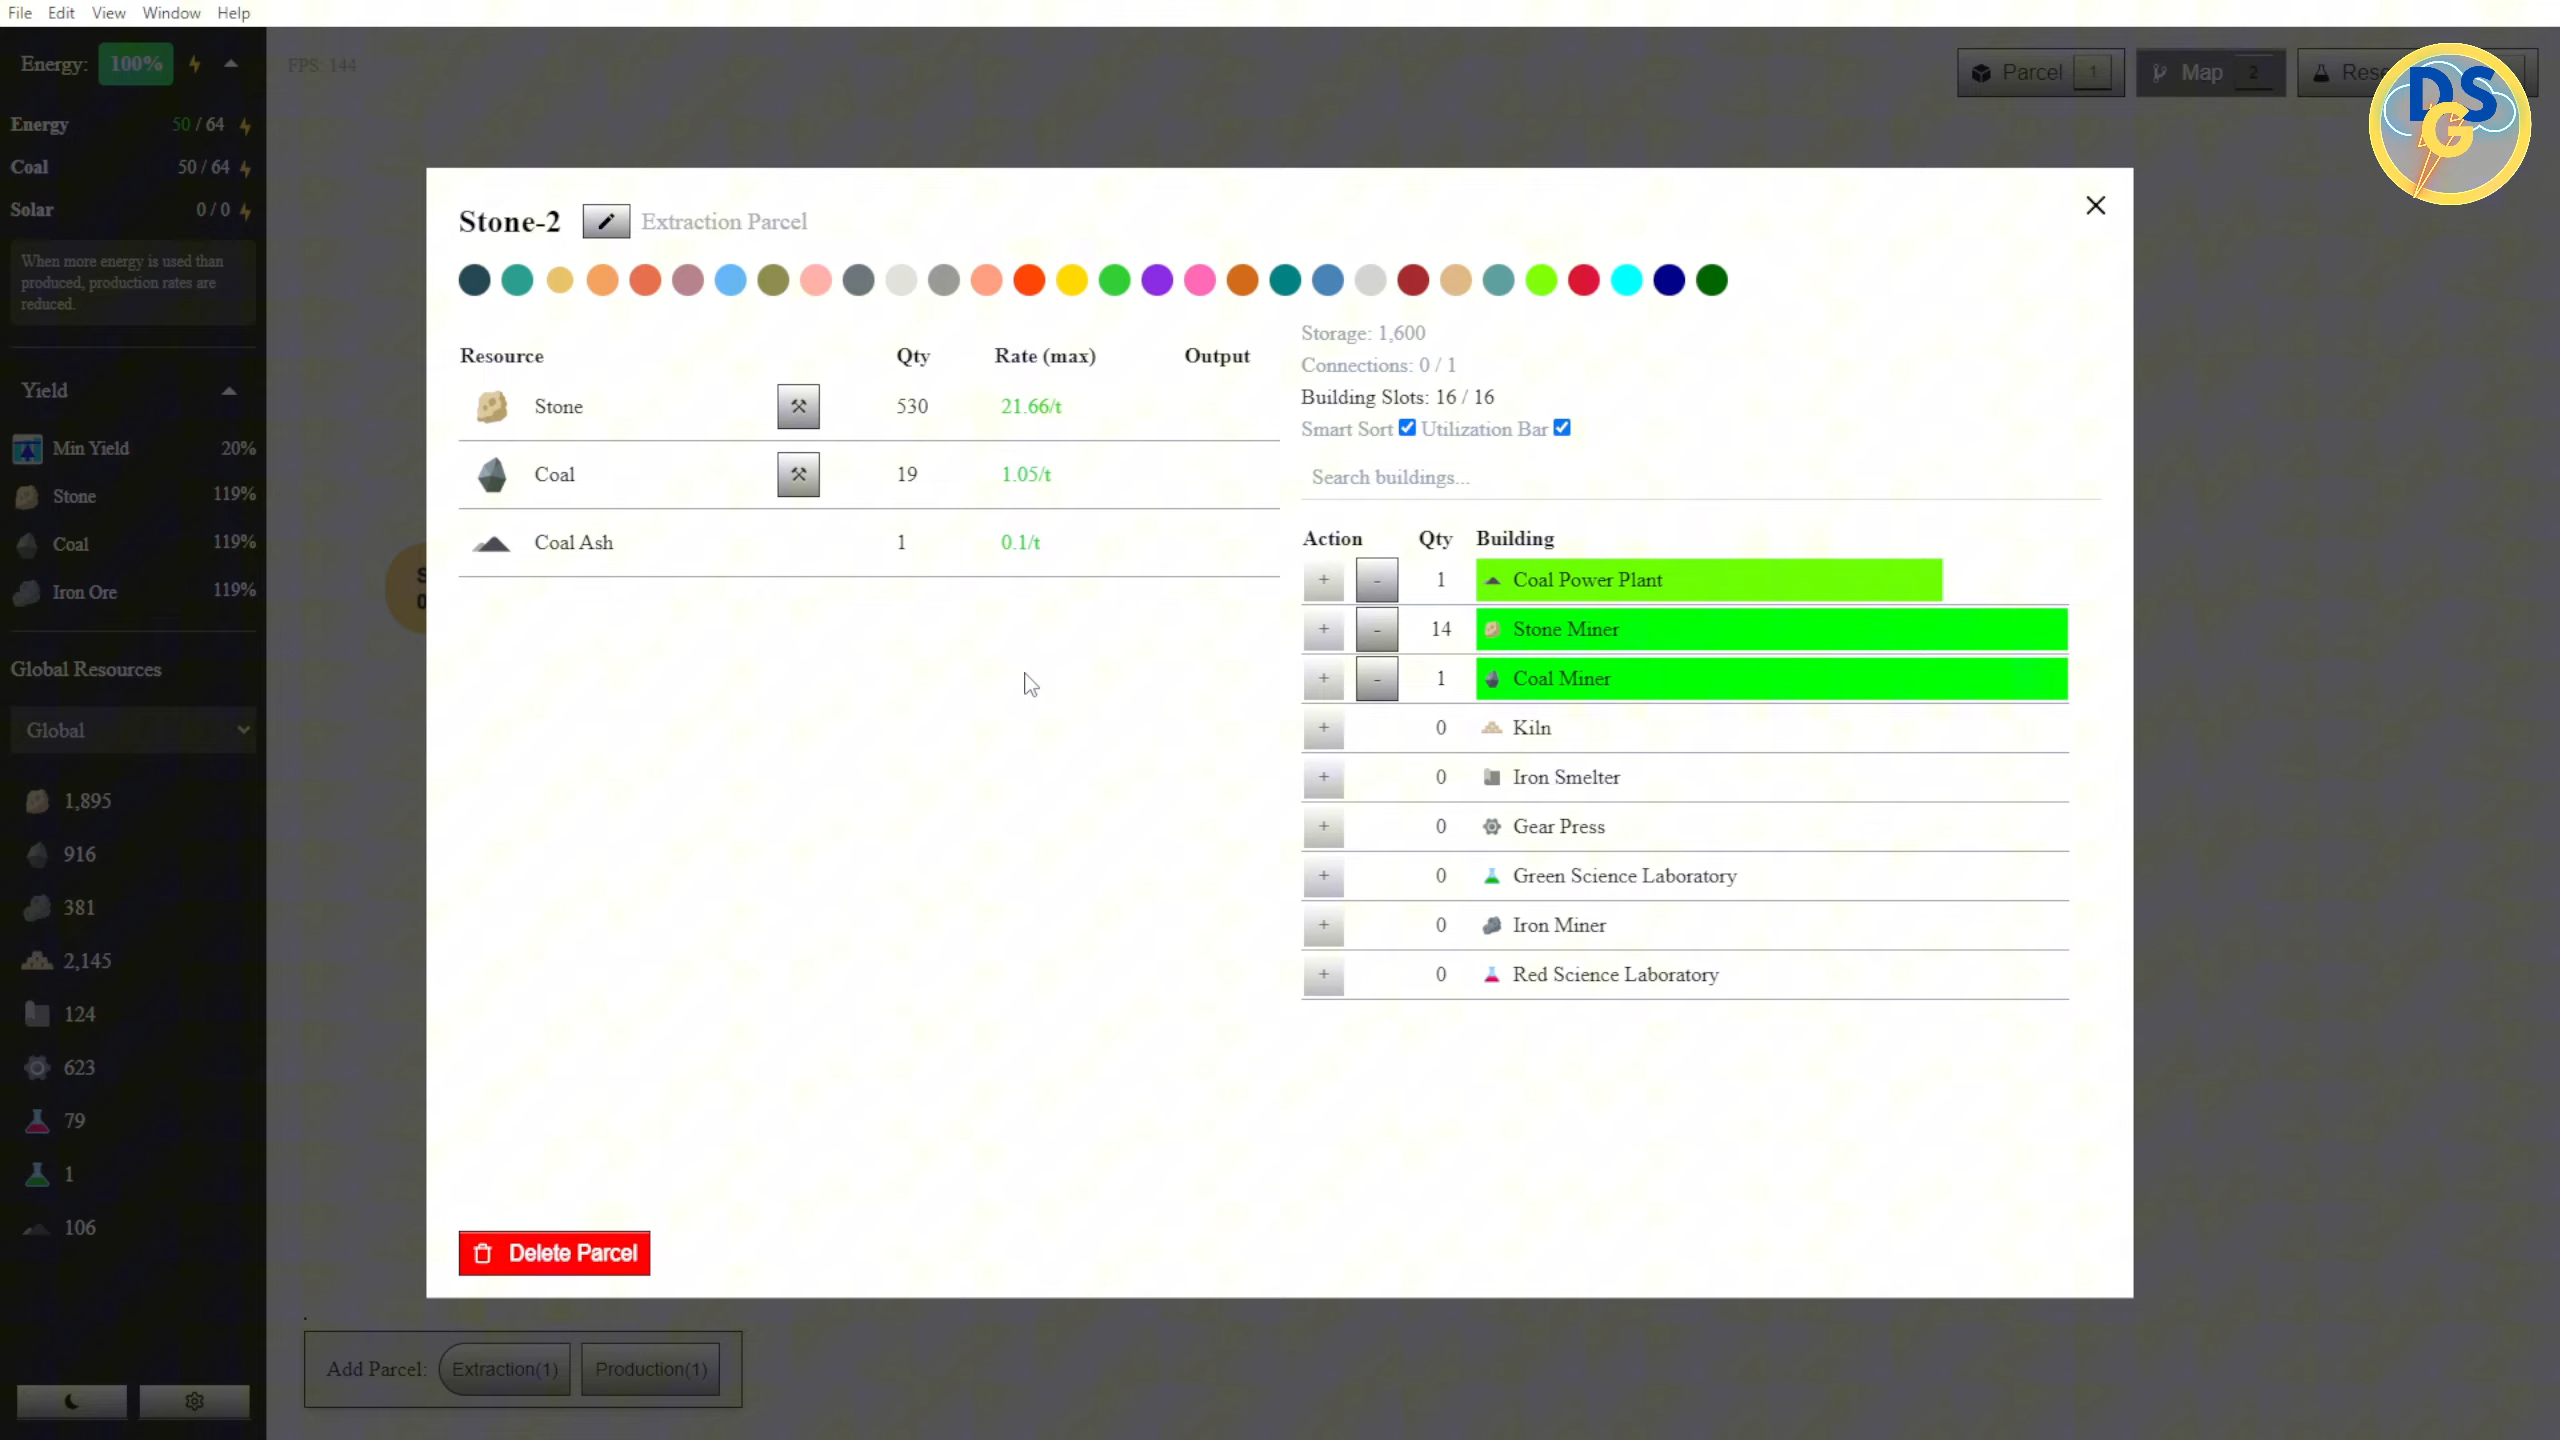 File Edit View Window Help
Energy: 100%
FPS: 144
Parcel 1
Map 2
DSG
Energy 50 / 64
Coal 50 / 64
Solar 0 / 0
When more energy is used than
produced, production rates are
reduced.
Yield
Min Yield 20%
Stone 119%
Coal 119%
Iron Ore 119%
Global Resources
Global
1,895
916
381
2,145
124
623
79
1
106
Stone-2 Extraction Parcel
Resource Qty Rate (max) Output
Stone 530 21.66/t
Coal 19 1.05/t
Coal Ash 1 0.1/t
Delete Parcel
Storage: 1,600
Connections: 0 / 1
Building Slots: 16 / 16
Smart Sort Utilization Bar
Search buildings...
Action Qty Building
+ - 1 Coal Power Plant
+ - 14 Stone Miner
+ - 1 Coal Miner
+ 0 Kiln
+ 0 Iron Smelter
+ 0 Gear Press
+ 0 Green Science Laboratory
+ 0 Iron Miner
+ 0 Red Science Laboratory
Add Parcel: Extraction(1) Production(1)